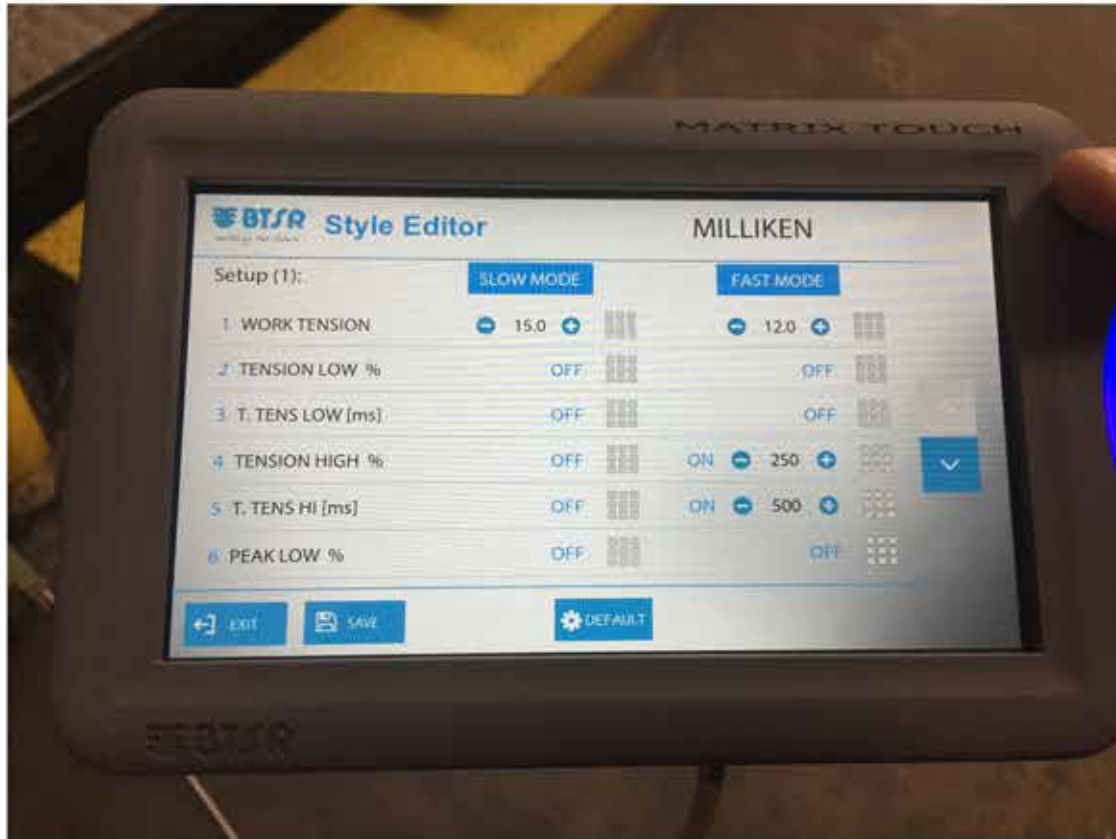 MATRIX TOUCH
BTSR Style Editor MILLIKEN
Setup (1): SLOW MODE FAST MODE
1 WORK TENSION 15.0 12.0
2 TENSION LOW % OFF OFF
3 T. TENS LOW [ms] OFF OFF
4 TENSION HIGH % OFF ON 250
5 T. TENS HI [ms] OFF ON 500
6 PEAK LOW % OFF OFF
EXIT SAVE DEFAULT
BTSR